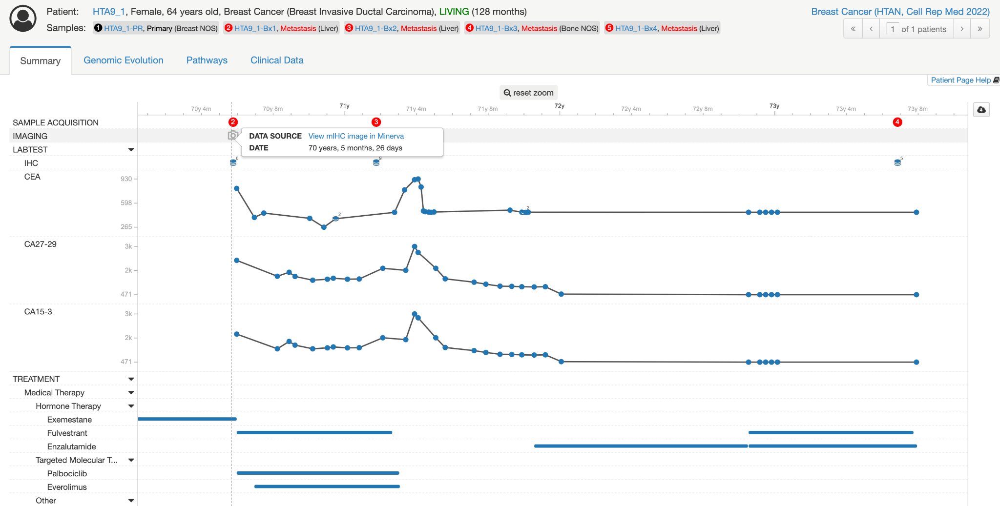 Patient: HTA9_1, Female, 64 years old, Breast Cancer (Breast Invasive Ductal Carcinoma), LIVING (128 months)
Breast Cancer (HTAN, Cell Rep Med 2022)
Samples: 1 HTA9_1-PR, Primary (Breast NOS) 2 HTA9_1-Bx1, Metastasis (Liver) 3 HTA9_1-Bx2, Metastasis (Liver) 4 HTA9_1-Bx3, Metastasis (Bone NOS) 5 HTA9_1-Bx4, Metastasis (Liver)
« ‹ 1 of 1 patients › »
Summary Genomic Evolution Pathways Clinical Data
Patient Page Help
reset zoom
70y 4m 70y 8m 71y 71y 4m 71y 8m 72y 72y 4m 72y 8m 73y 73y 4m 73y 8m
SAMPLE ACQUISITION 2 3 4
IMAGING
DATA SOURCE View mIHC image in Minerva
DATE 70 years, 5 months, 26 days
LABTEST
IHC 6 9 5
CEA 930
598
265
2
2
CA27-29 3k
2k
471
CA15-3 3k
2k
471
TREATMENT
Medical Therapy
Hormone Therapy
Exemestane
Fulvestrant
Enzalutamide
Targeted Molecular T...
Palbociclib
Everolimus
Other